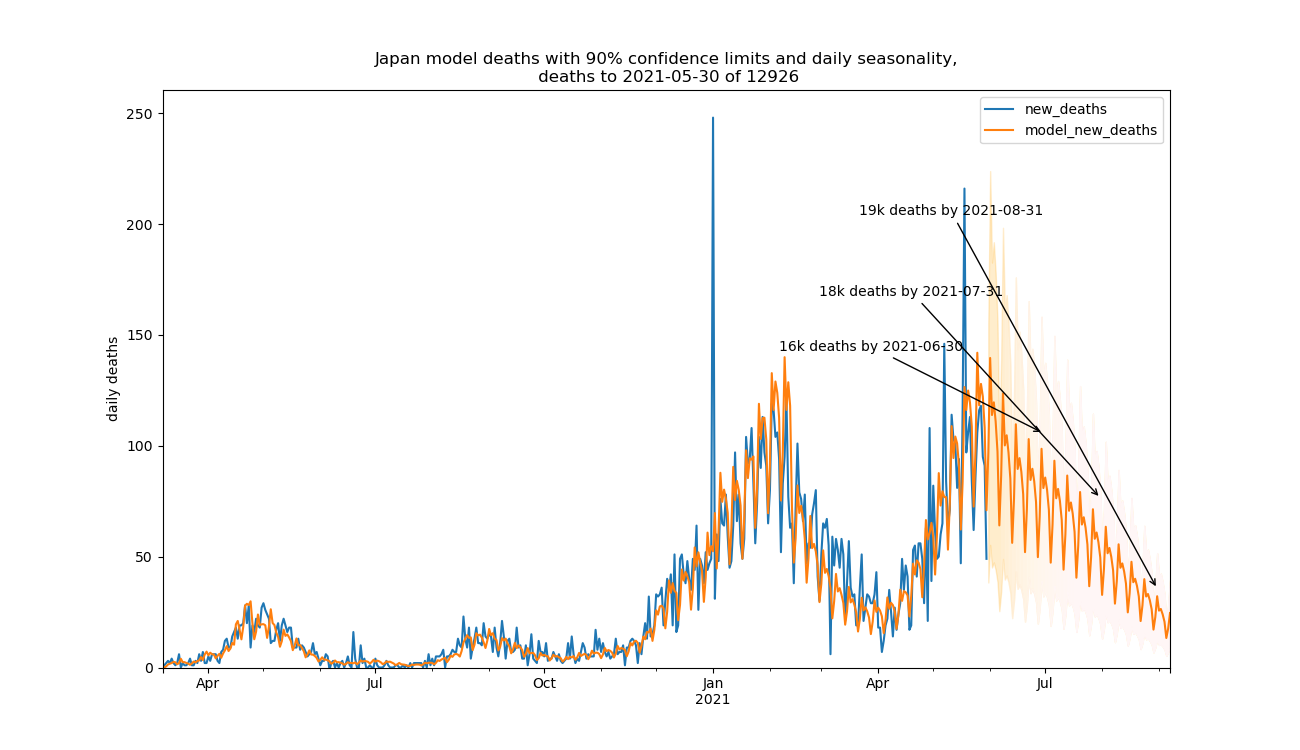 Japan model deaths with 90% confidence limits and daily seasonality,
deaths to 2021-05-30 of 12926
250
new_deaths
model_new_deaths
200
19k deaths by 2021-08-31
18k deaths by 2021-07-31
150
16k deaths by 2021-06-30
daily deaths
100
50
0
Apr
Jul
Oct
Jan
2021
Apr
Jul